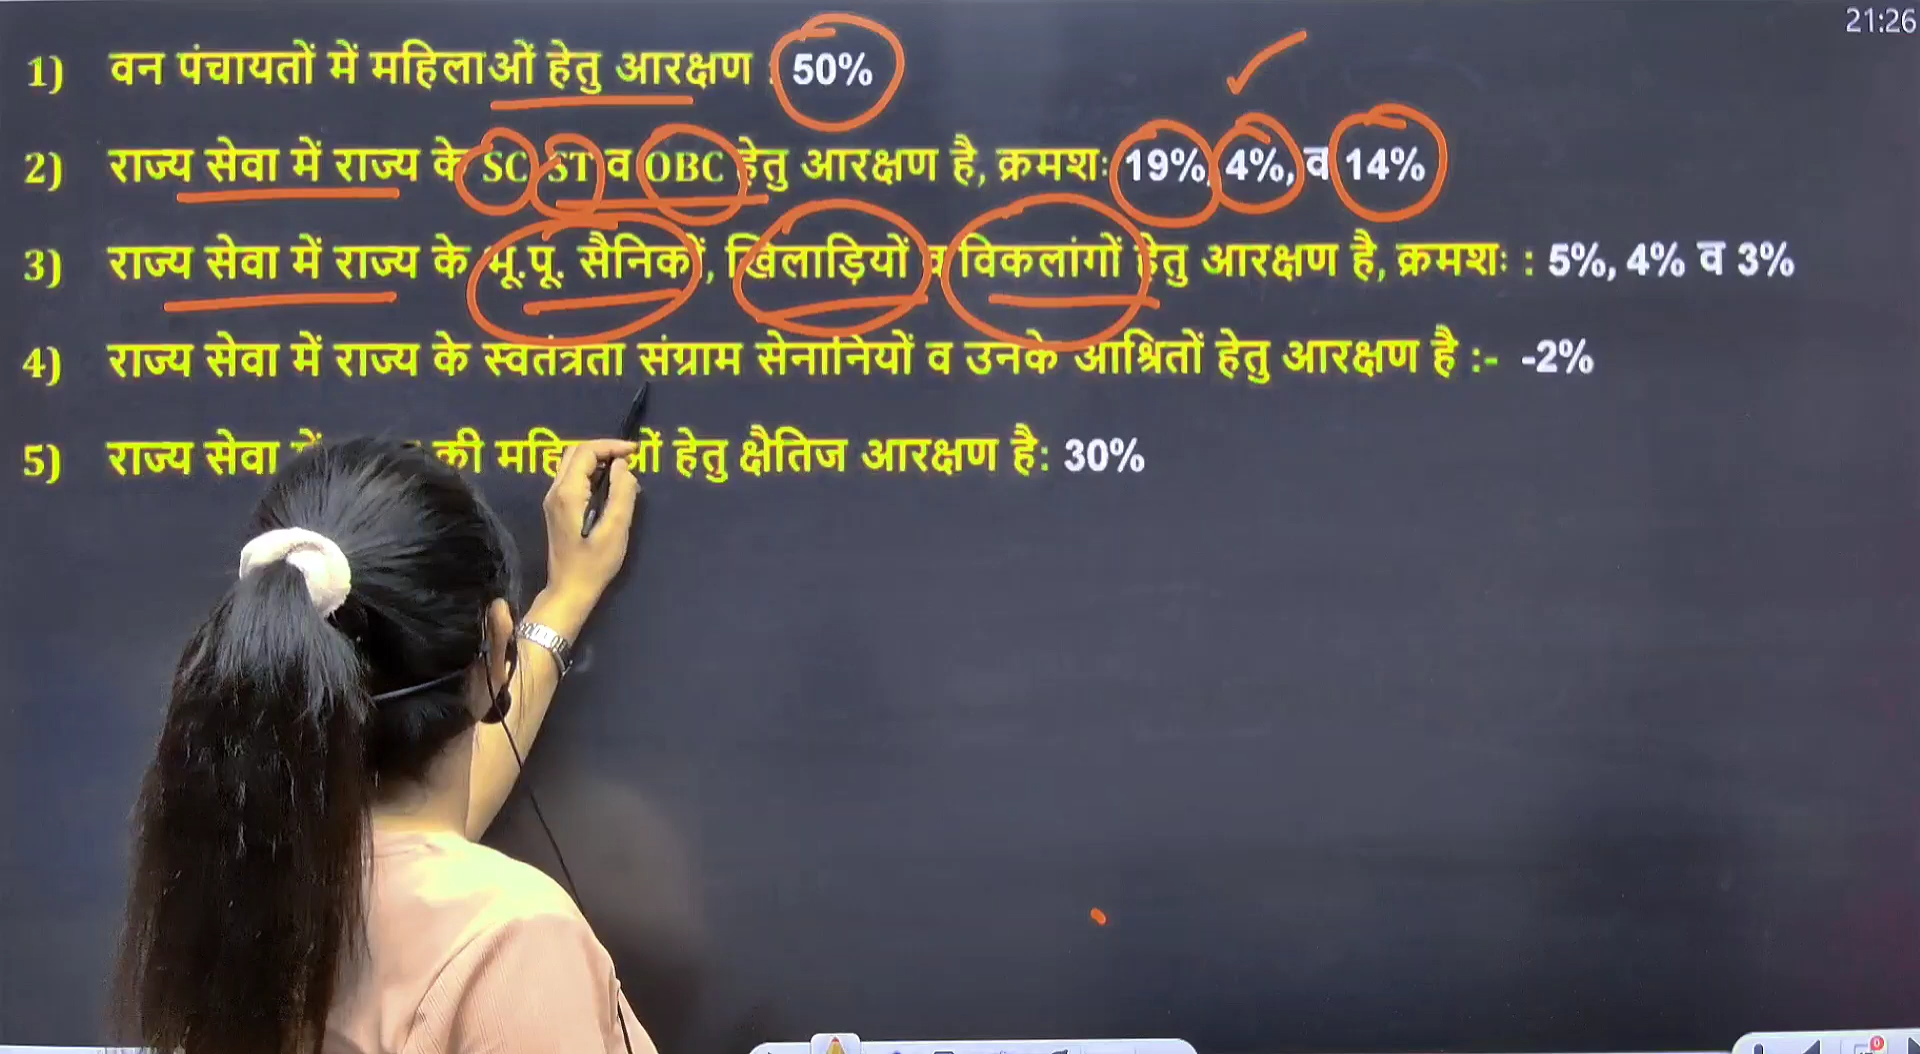 21:26
1) वन पंचायतों में महिलाओं हेतु आरक्षण : 50%
2) राज्य सेवा में राज्य के SC ST व OBC हेतु आरक्षण है, क्रमशः 19%, 4%, व 14%
3) राज्य सेवा में राज्य के भू.पू. सैनिकों, खिलाड़ियों व विकलांगों हेतु आरक्षण है, क्रमशः : 5%, 4% व 3%
4) राज्य सेवा में राज्य के स्वतंत्रता संग्राम सेनानियों व उनके आश्रितों हेतु आरक्षण है :- -2%
5) राज्य सेवा की हेतु क्षैतिज आरक्षण है: 30%